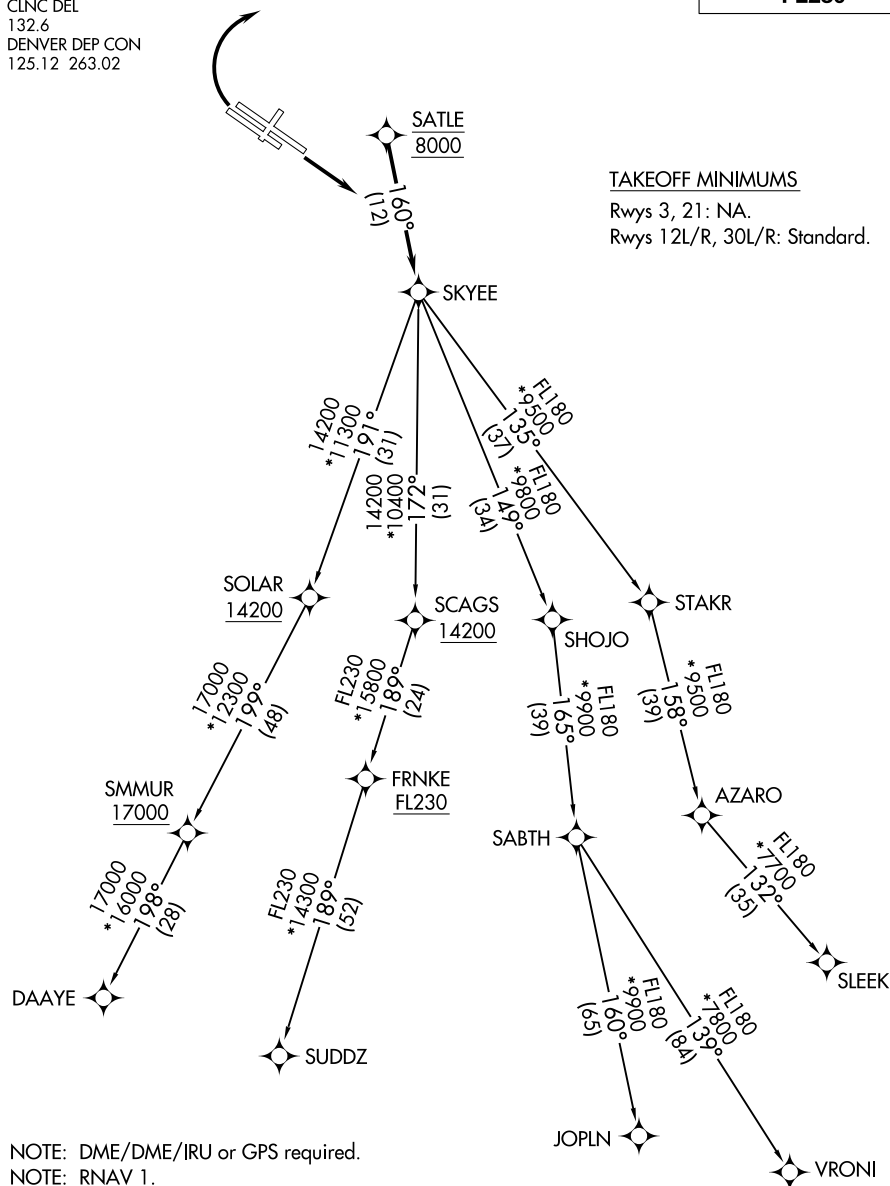 CLNC DEL
132.6
DENVER DEP CON
125.12 263.02
SATLE
8000
TAKEOFF MINIMUMS
Rwys 3, 21: NA.
Rwys 12L/R, 30L/R: Standard.
160°
(12)
SKYEE
14200
*11300
191°
(31)
14200
*10400
172°
(31)
FL180
*9800
149°
(34)
FL180
*9500
135°
(37)
SOLAR
14200
SCAGS
14200
SHOJO
STAKR
17000
*12300
199°
(48)
FL230
*15800
189°
(24)
FL180
*9900
165°
(39)
FL180
*9500
158°
(39)
SMMUR
17000
FRNKE
FL230
SABTH
AZARO
17000
*16000
198°
(28)
FL230
*14300
189°
(52)
FL180
*9900
160°
(65)
FL180
*7800
139°
(84)
FL180
*7700
132°
(35)
SLEEK
DAAYE
SUDDZ
JOPLN
VRONI
NOTE: DME/DME/IRU or GPS required.
NOTE: RNAV 1.